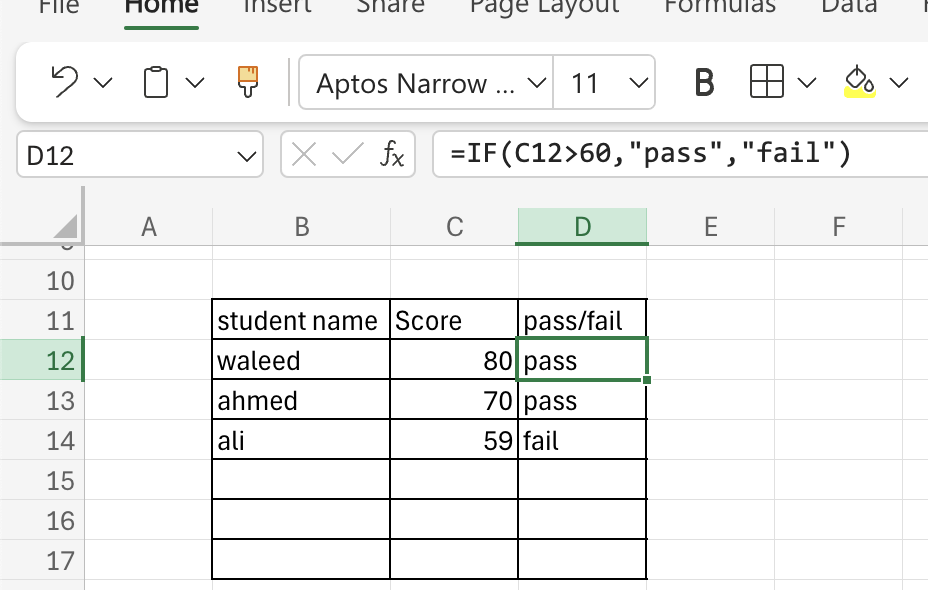 File Home Insert Share Page Layout Formulas Data
Aptos Narrow ... 11 B
D12 fx =IF(C12>60,"pass","fail")
A B C D E F
10
11 student name Score pass/fail
12 waleed 80 pass
13 ahmed 70 pass
14 ali 59 fail
15
16
17